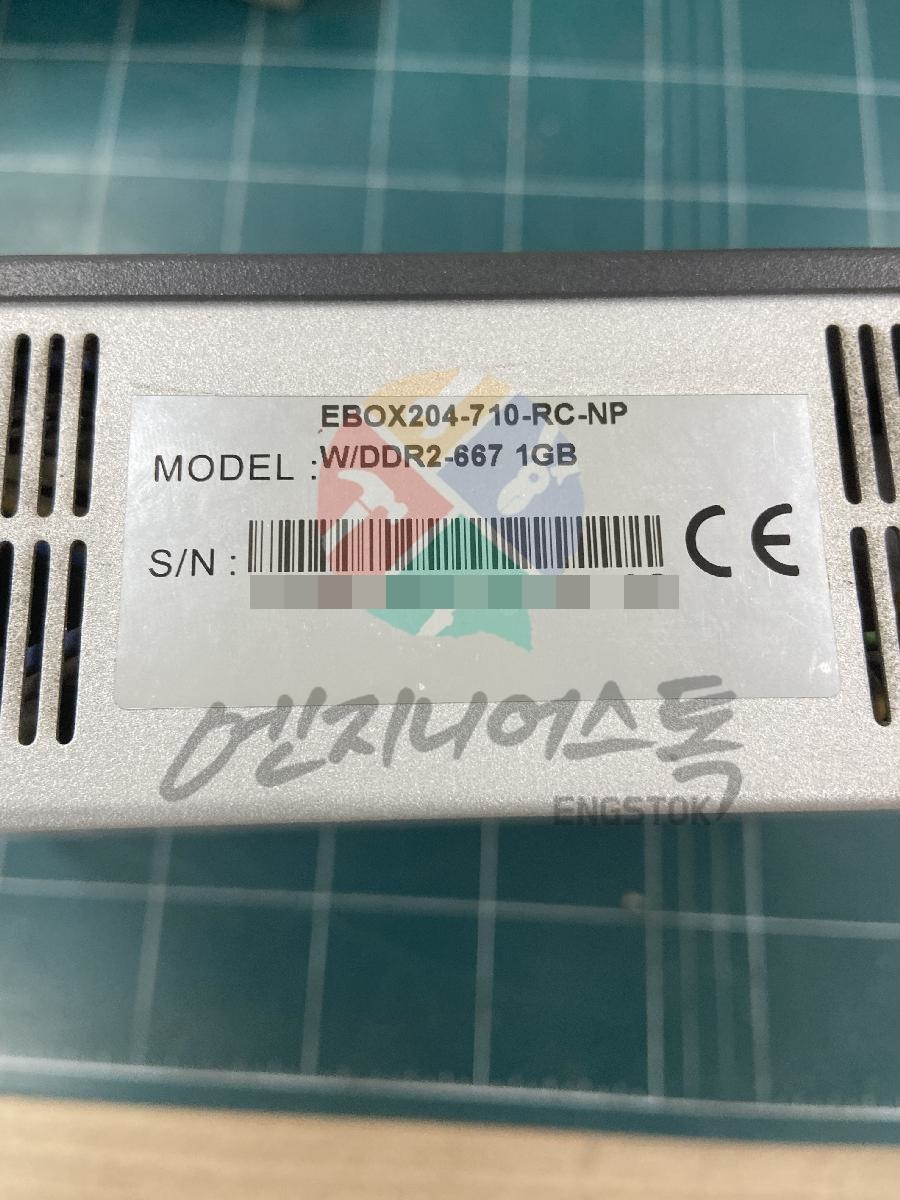 EBOX204-710-RC-NP
MODEL : W/DDR2-667 1GB
S/N :
CE
엔지니어스톡
ENGSTOK